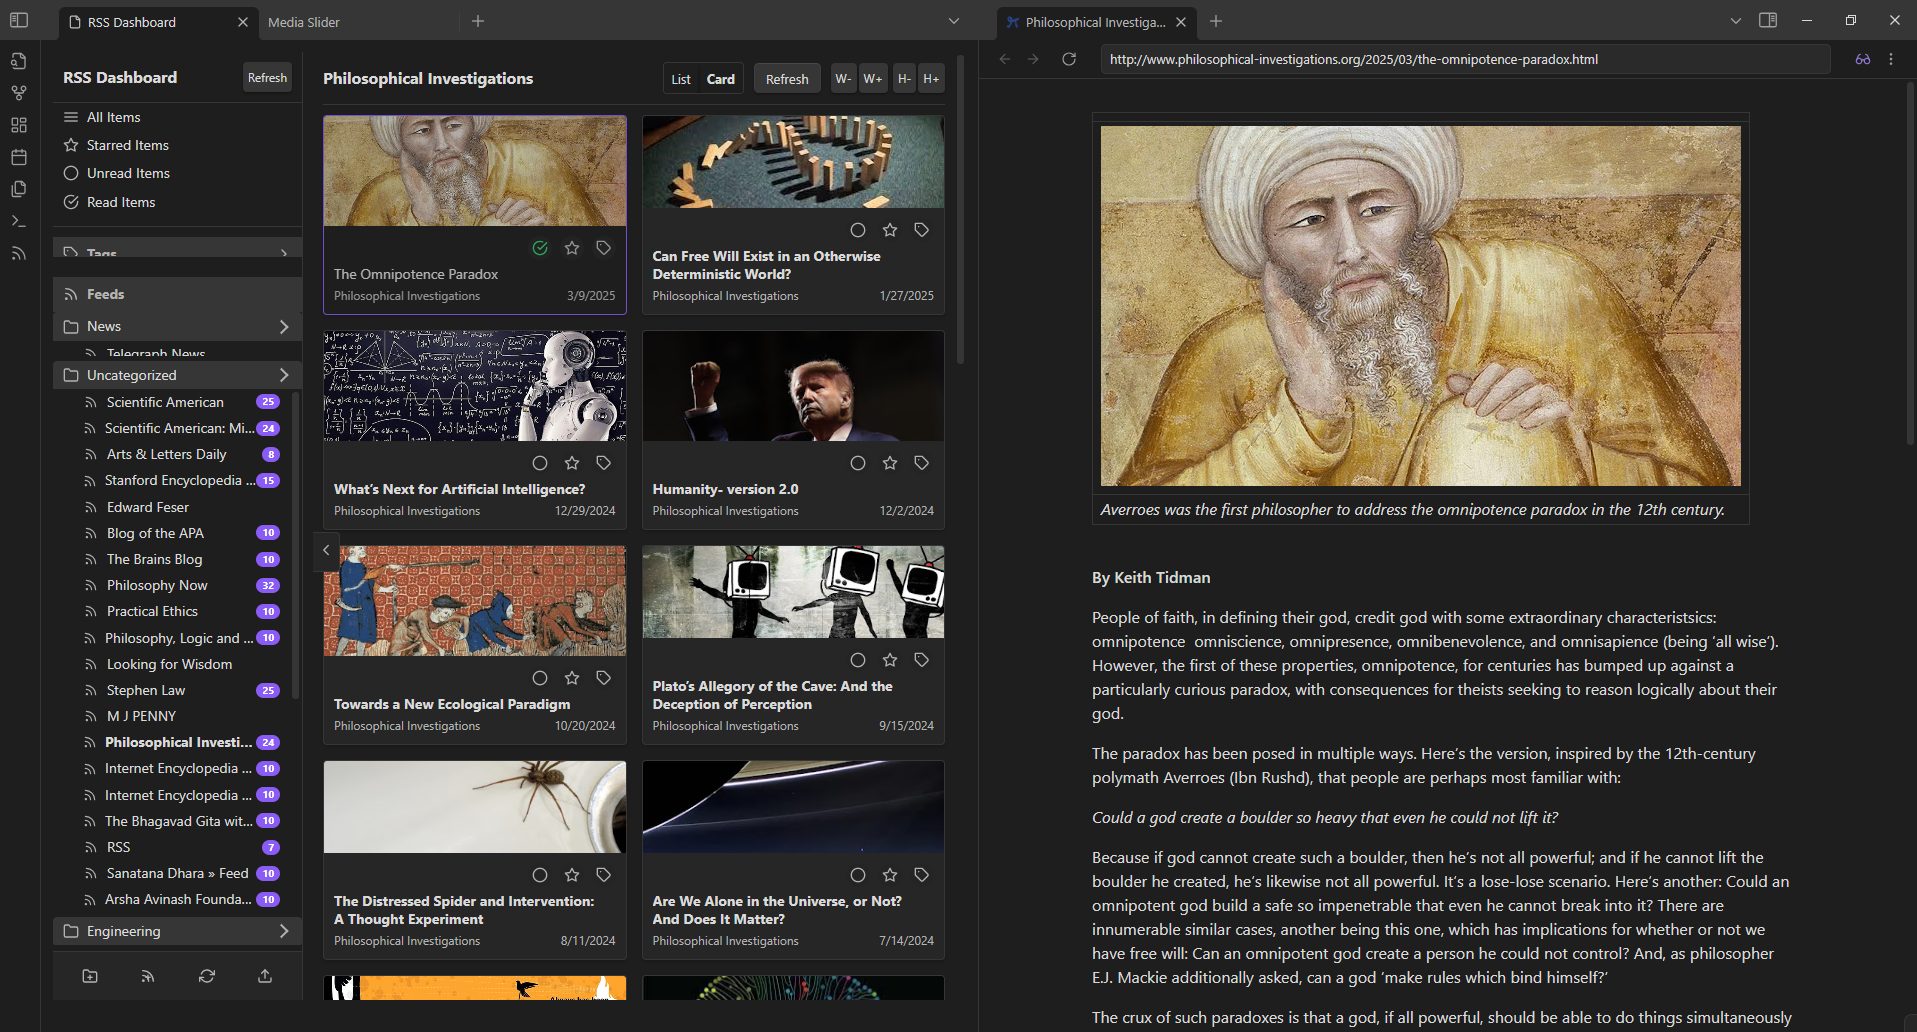 RSS Dashboard
Media Slider
Philosophical Investiga...
RSS Dashboard
Refresh
All Items
Starred Items
Unread Items
Read Items
Tags
Feeds
News
Telegraph News
Uncategorized
Scientific American 25
Scientific American: Mi... 24
Arts & Letters Daily 8
Stanford Encyclopedia ... 15
Edward Feser
Blog of the APA 10
The Brains Blog 10
Philosophy Now 32
Practical Ethics 10
Philosophy, Logic and ... 10
Looking for Wisdom
Stephen Law 25
M J PENNY
Philosophical Investi... 24
Internet Encyclopedia ... 10
Internet Encyclopedia ... 10
The Bhagavad Gita wit... 10
RSS 7
Sanatana Dhara » Feed 10
Arsha Avinash Founda... 10
Engineering
Philosophical Investigations
List Card Refresh W- W+ H- H+
The Omnipotence Paradox
Philosophical Investigations 3/9/2025
Can Free Will Exist in an Otherwise
Deterministic World?
Philosophical Investigations 1/27/2025
What's Next for Artificial Intelligence?
Philosophical Investigations 12/29/2024
Humanity- version 2.0
Philosophical Investigations 12/2/2024
Towards a New Ecological Paradigm
Philosophical Investigations 10/20/2024
Plato's Allegory of the Cave: And the
Deception of Perception
Philosophical Investigations 9/15/2024
The Distressed Spider and Intervention:
A Thought Experiment
Philosophical Investigations 8/11/2024
Are We Alone in the Universe, or Not?
And Does It Matter?
Philosophical Investigations 7/14/2024
http://www.philosophical-investigations.org/2025/03/the-omnipotence-paradox.html
Averroes was the first philosopher to address the omnipotence paradox in the 12th century.
By Keith Tidman
People of faith, in defining their god, credit god with some extraordinary characteristsics:
omnipotence  omniscience, omnipresence, omnibenevolence, and omnisapience (being ‘all wise’).
However, the first of these properties, omnipotence, for centuries has bumped up against a
particularly curious paradox, with consequences for theists seeking to reason logically about their
god.
The paradox has been posed in multiple ways. Here’s the version, inspired by the 12th-century
polymath Averroes (Ibn Rushd), that people are perhaps most familiar with:
Could a god create a boulder so heavy that even he could not lift it?
Because if god cannot create such a boulder, then he’s not all powerful; and if he cannot lift the
boulder he created, he’s likewise not all powerful. It’s a lose-lose scenario. Here’s another: Could an
omnipotent god build a safe so impenetrable that even he cannot break into it? There are
innumerable similar cases, another being this one, which has implications for whether or not we
have free will: Can an omnipotent god create a person he could not control? And, as philosopher
E.J. Mackie additionally asked, can a god ‘make rules which bind himself?’
The crux of such paradoxes is that a god, if all powerful, should be able to do things simultaneously